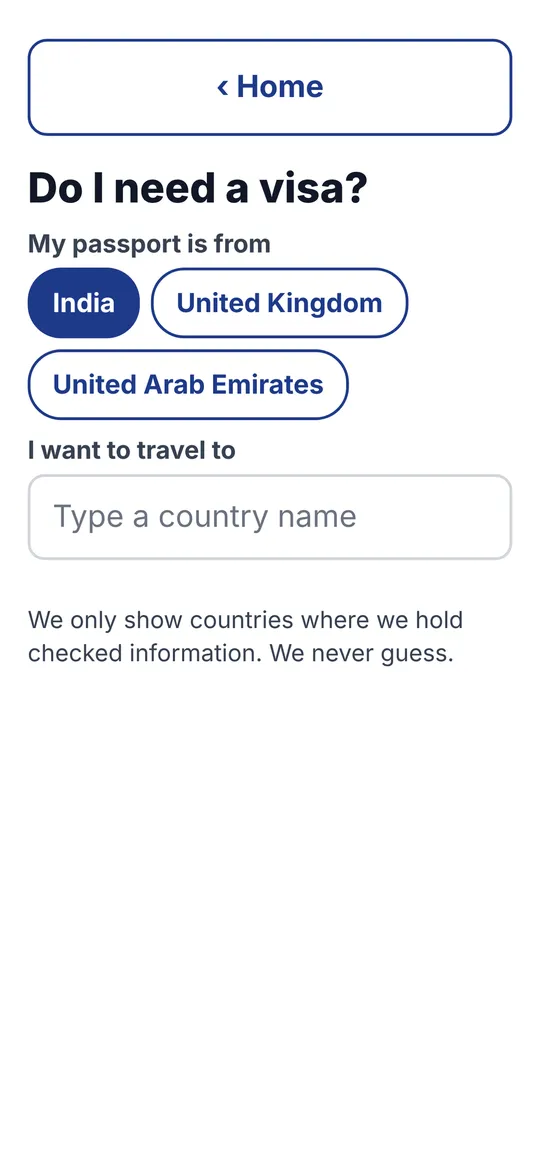 ‹ Home
Do I need a visa?
My passport is from
India
United Kingdom
United Arab Emirates
I want to travel to
Type a country name
We only show countries where we hold
checked information. We never guess.